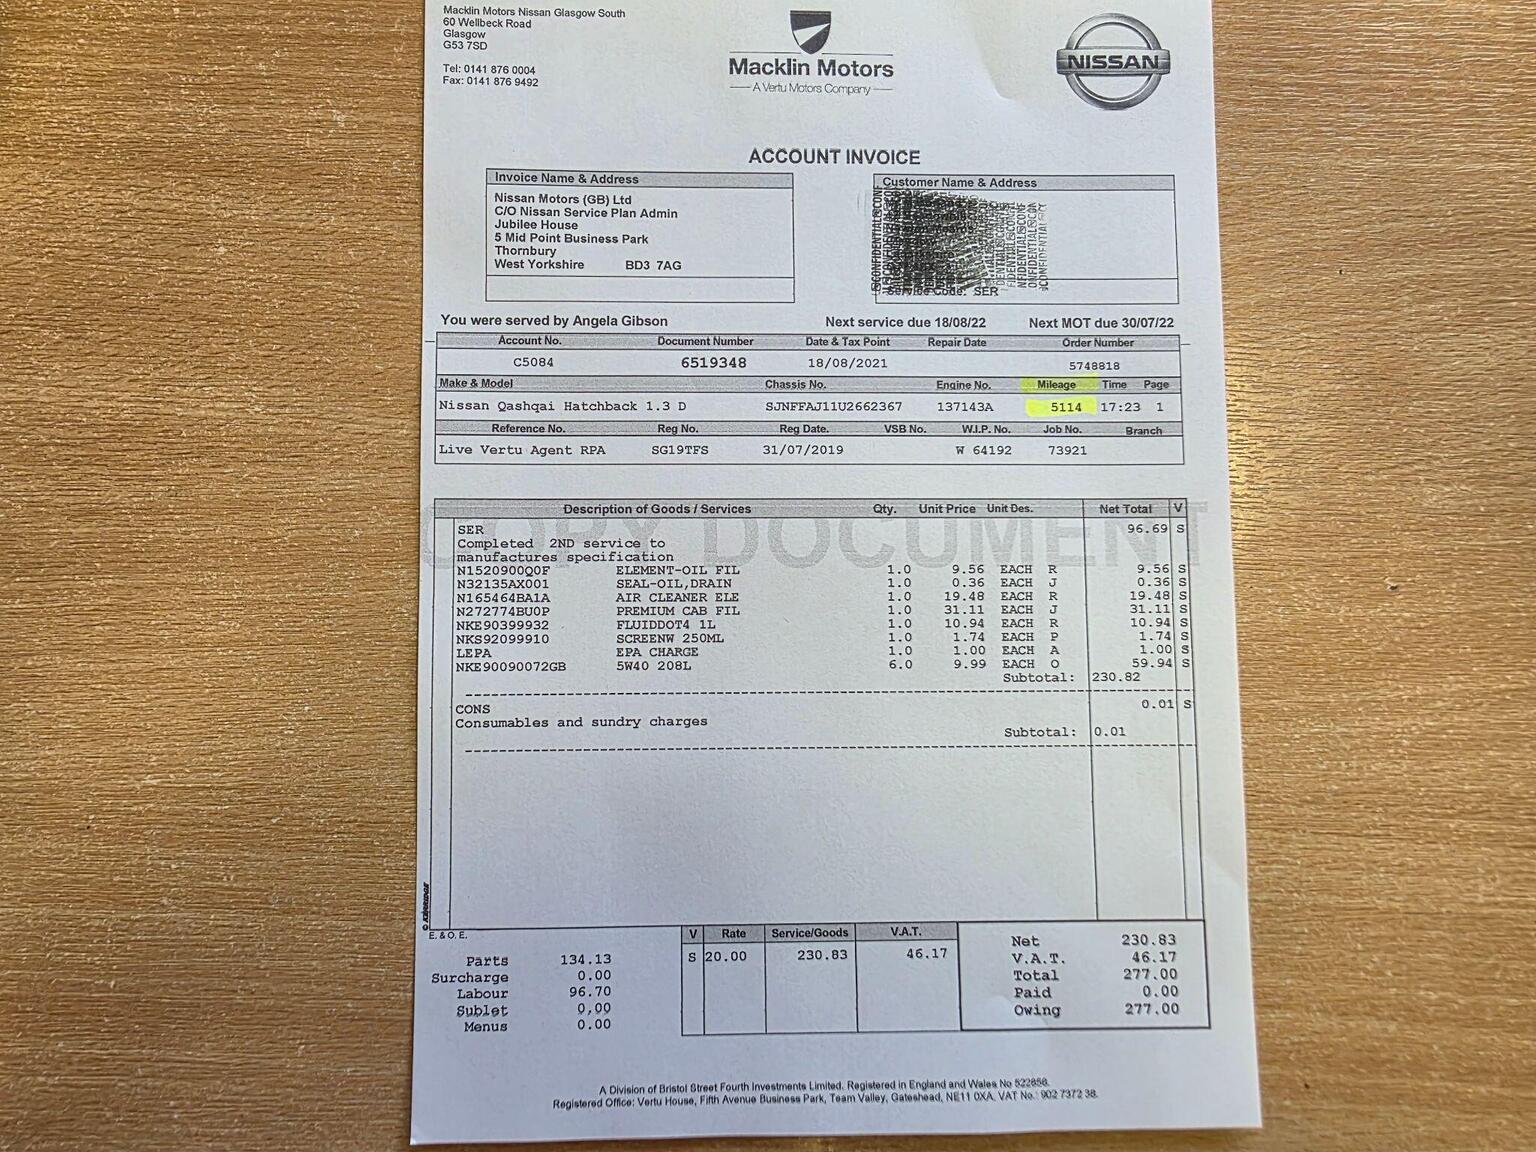 Macklin Motors Nissan Glasgow South
60 Wellbeck Road
Glasgow
G53 7SD
Tel: 0141 876 0004
Fax: 0141 876 9492
Macklin Motors
A Vertu Motors Company
NISSAN
ACCOUNT INVOICE
Invoice Name & Address
Nissan Motors (GB) Ltd
C/O Nissan Service Plan Admin
Jubilee House
5 Mid Point Business Park
Thornbury
West Yorkshire BD3 7AG
Customer Name & Address
Service Code: SER
You were served by Angela Gibson Next service due 18/08/22 Next MOT due 30/07/22
Account No. Document Number Date & Tax Point Repair Date Order Number
C5084 6519348 18/08/2021 5748818
Make & Model Chassis No. Engine No. Mileage Time Page
Nissan Qashqai Hatchback 1.3 D SJNFFAJ11U2662367 137143A 5114 17:23 1
Reference No. Reg No. Reg Date. VSB No. W.I.P. No. Job No. Branch
Live Vertu Agent RPA SG19TFS 31/07/2019 W 64192 73921
COPY DOCUMENT
Description of Goods / Services Qty. Unit Price Unit Des. Net Total V
SER 96.69 S
Completed 2ND service to
manufactures specification
N1520900Q0F ELEMENT-OIL FIL 1.0 9.56 EACH R 9.56 S
N32135AX001 SEAL-OIL,DRAIN 1.0 0.36 EACH J 0.36 S
N165464BA1A AIR CLEANER ELE 1.0 19.48 EACH R 19.48 S
N272774BU0P PREMIUM CAB FIL 1.0 31.11 EACH J 31.11 S
NKE90399932 FLUIDDOT4 1L 1.0 10.94 EACH R 10.94 S
NKS92099910 SCREENW 250ML 1.0 1.74 EACH P 1.74 S
LEPA EPA CHARGE 1.0 1.00 EACH A 1.00 S
NKE90090072GB 5W40 208L 6.0 9.99 EACH O 59.94 S
Subtotal: 230.82
CONS 0.01 S
Consumables and sundry charges
Subtotal: 0.01
E. & O. E.
V Rate Service/Goods V.A.T.
S 20.00 230.83 46.17
Parts 134.13
Surcharge 0.00
Labour 96.70
Sublet 0.00
Menus 0.00
Net 230.83
V.A.T. 46.17
Total 277.00
Paid 0.00
Owing 277.00
A Division of Bristol Street Fourth Investments Limited. Registered in England and Wales No 522858.
Registered Office: Vertu House, Fifth Avenue Business Park, Team Valley, Gateshead, NE11 0XA. VAT No.: 902 7372 38.